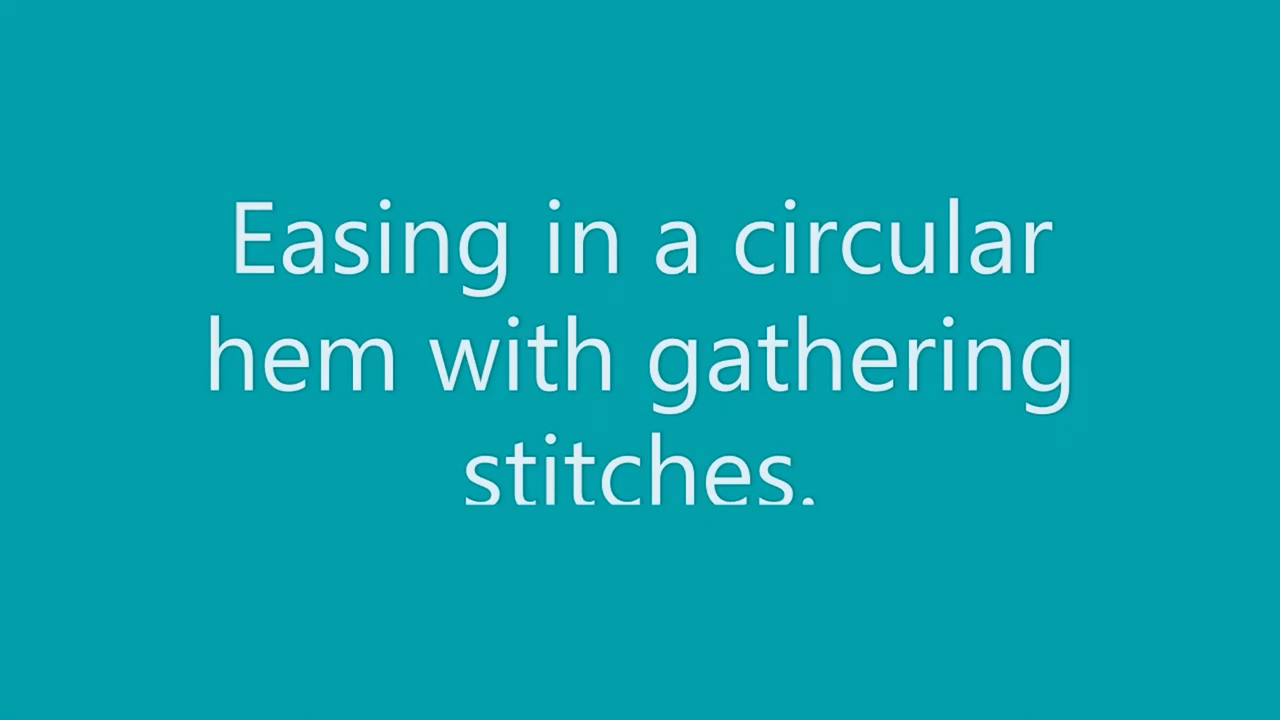 Easing in a circular
hem with gathering
stitches.